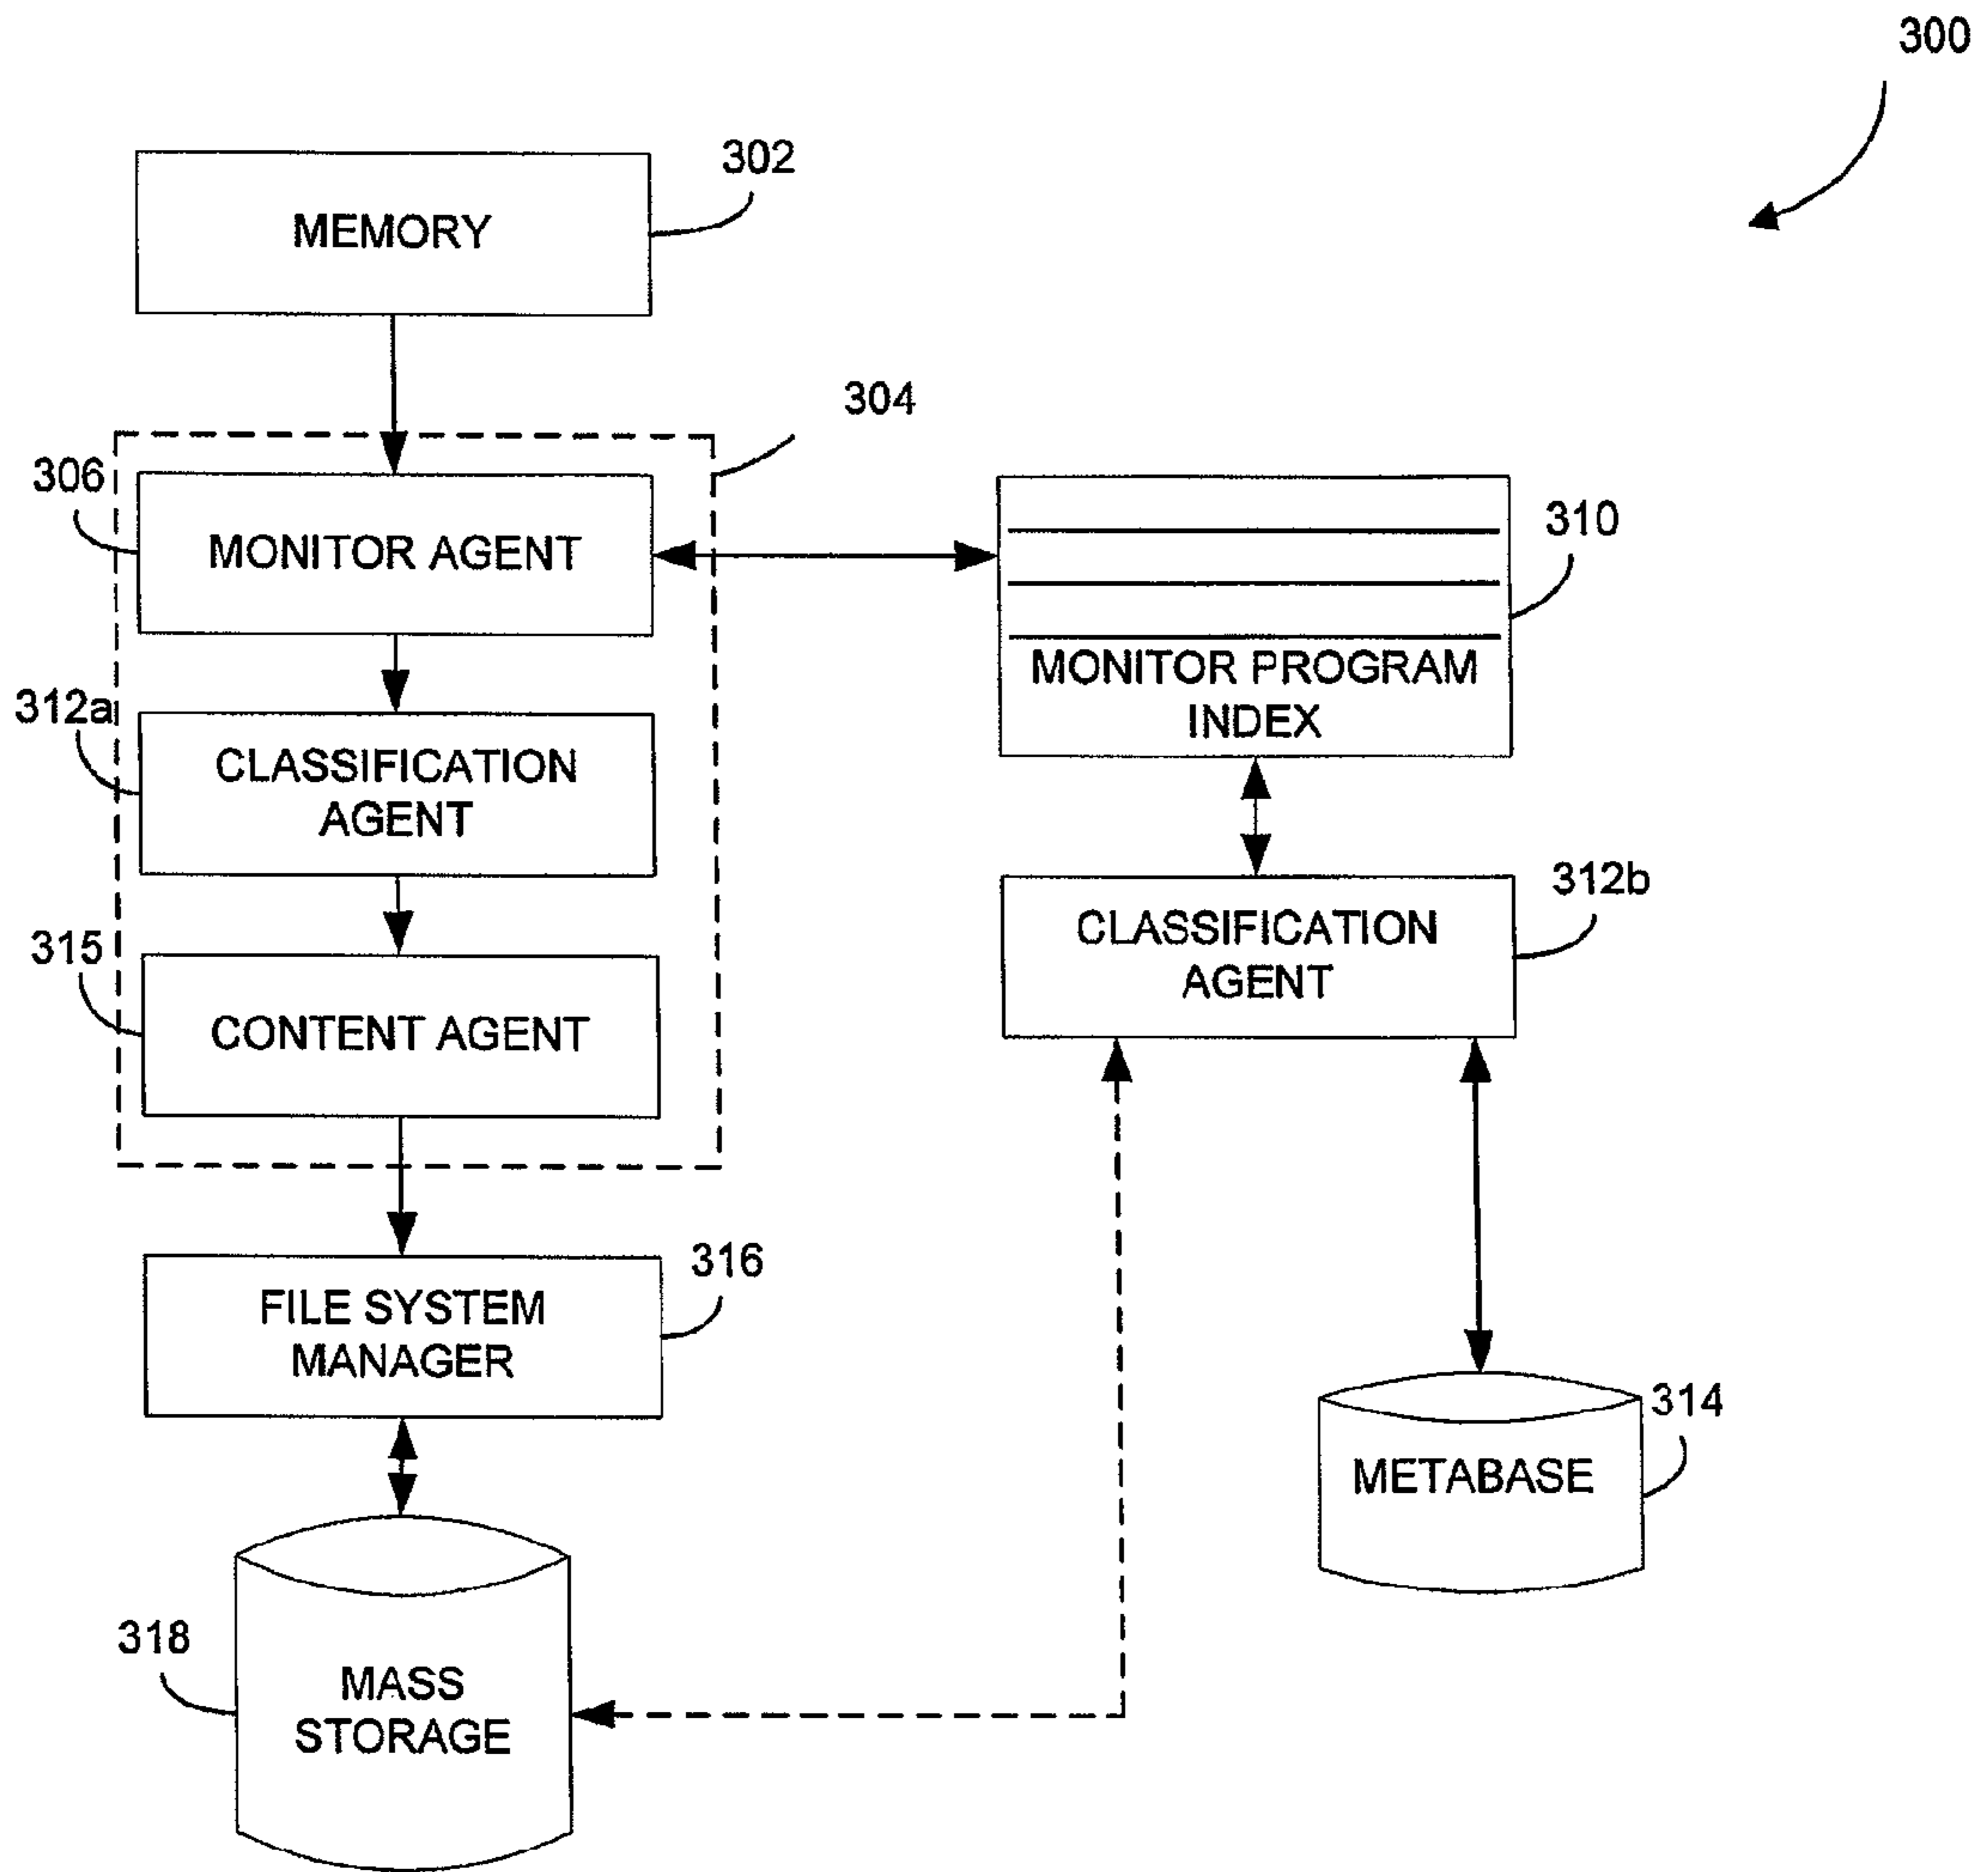 300
302
MEMORY
304
306
MONITOR AGENT
310
MONITOR PROGRAM
INDEX
312a
CLASSIFICATION
AGENT
312b
CLASSIFICATION
AGENT
315
CONTENT AGENT
316
FILE SYSTEM
MANAGER
314
METABASE
318
MASS
STORAGE